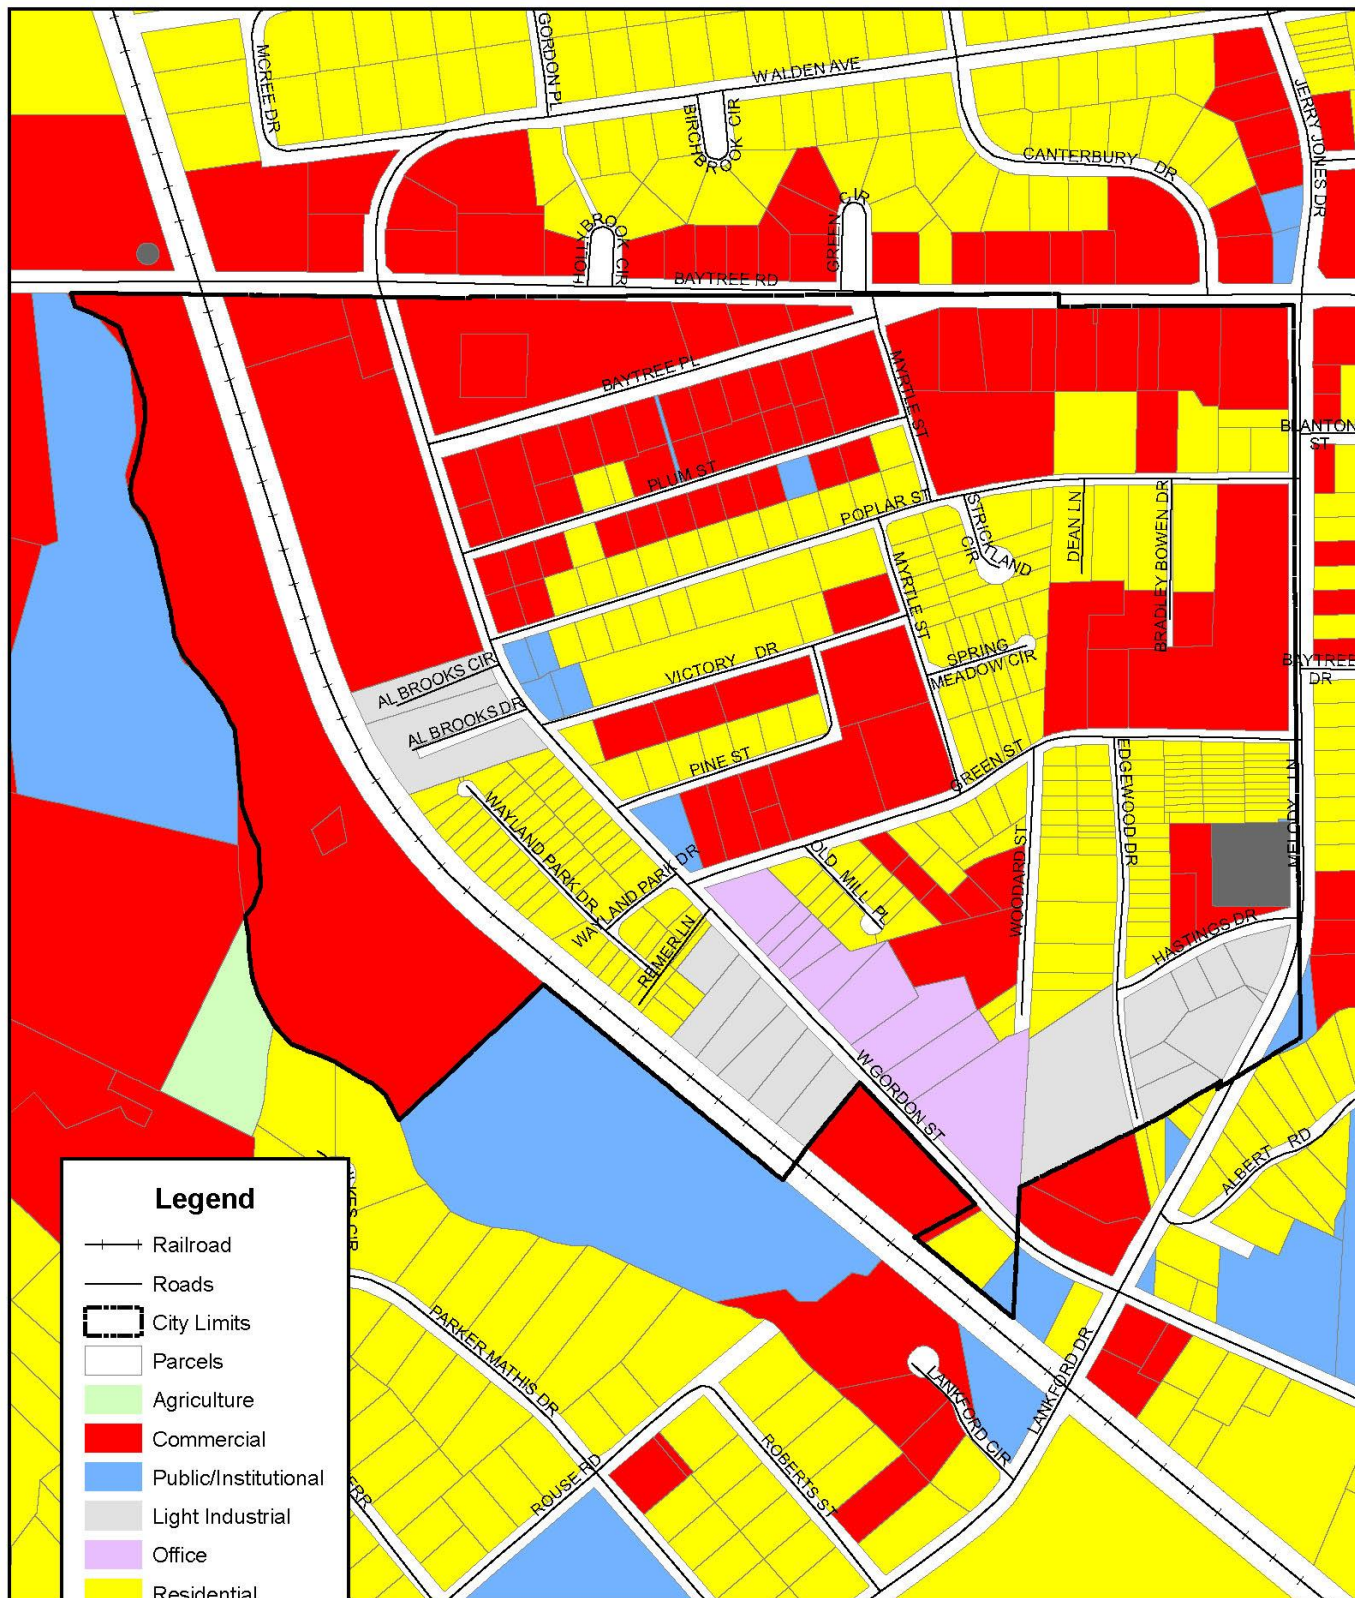 MCREE DR
GORDON PL
W ALDEN AVE
BIRCHBROOK CIR
JERRY JONES DR
CANTERBURY DR
HOLLYBROOK CIR
GREEN CIR
BAYTREE RD
BAYTREE PL
MYRTLE ST
BLANTON
ST
PLUM ST
POPLAR ST
STRICKLAND
CIR
DEAN LN
BRADLEY BOWEN DR
MYRTLE ST
SPRING
MEADOW CIR
BAYTREE
DR
VICTORY DR
AL BROOKS CIR
AL BROOKS DR
PINE ST
GREEN ST
EDGEWOOD DR
MELODY LN
WAYLAND PARK DR
WAYLAND PARK DR
OLD MILL PL
WOODARD ST
REMER LN
HASTINGS DR
W GORDON ST
ALBERT RD
Legend
Railroad
Roads
City Limits
Parcels
Agriculture
Commercial
Public/Institutional
Light Industrial
Office
Residential
PARKER MATHIS DR
LANKFORD DR
LANKFORD CIR
ROUSE RD
ROBERTS ST